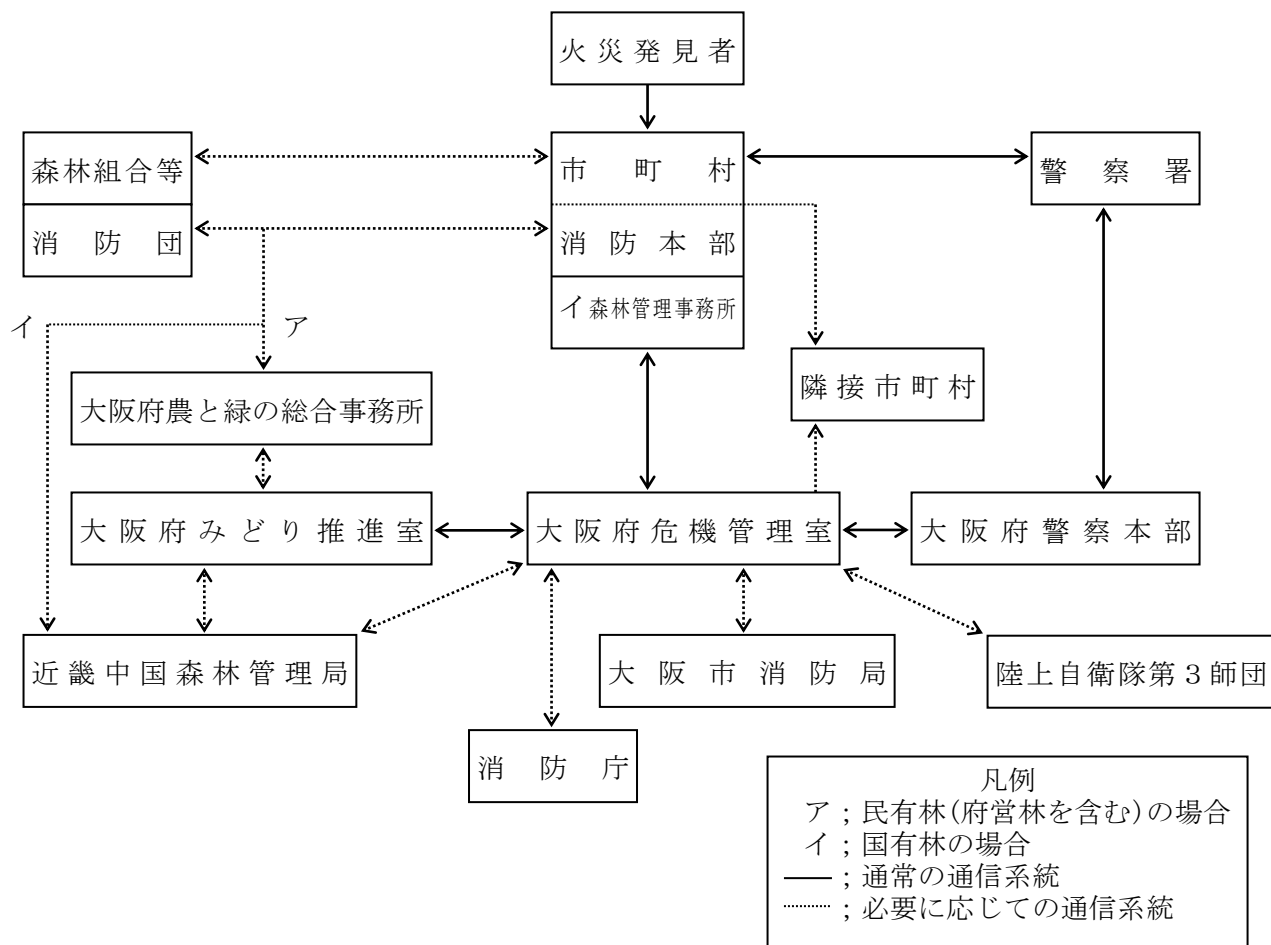 火災発見者
森林組合等
市町村
警察署
消防団
消防本部
イ森林管理事務所
イ
ア
隣接市町村
大阪府農と緑の総合事務所
大阪府みどり推進室
大阪府危機管理室
大阪府警察本部
近畿中国森林管理局
大阪市消防局
陸上自衛隊第3師団
消防庁
凡例
ア；民有林(府営林を含む)の場合
イ；国有林の場合
；通常の通信系統
；必要に応じての通信系統